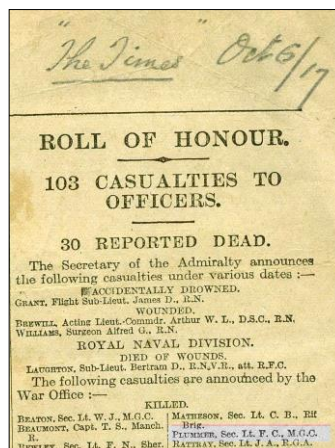 "The Times" Oct 6/17
ROLL OF HONOUR.
103 CASUALTIES TO
OFFICERS.
30 REPORTED DEAD.
The Secretary of the Admiralty announces
the following casualties under various dates :—
ACCIDENTALLY DROWNED.
GRANT, Flight Sub-Lieut. James D., R.N.
WOUNDED.
BREWILL, Acting Lieut.-Commdr. Arthur W. L., D.S.C., R.N.
WILLIAMS, Surgeon Alfred G., R.N.
ROYAL NAVAL DIVISION.
DIED OF WOUNDS.
LAUGHTON, Sub-Lieut. Bertram D., R.N.V.R., att. R.F.C.
The following casualties are announced by the
War Office :—
KILLED.
BEATON, Sec. Lt. W. J., M.G.C.
BEAUMONT, Capt. T. S., Manch.
R.
Sec. Lt. F. N., Sher.
MATHESON, Sec. Lt. C. B., Rif
Brig.
PLUMMER, Sec. Lt. F. C., M.G.C.
RATTRAY, Sec. Lt. J. A., R.G.A.